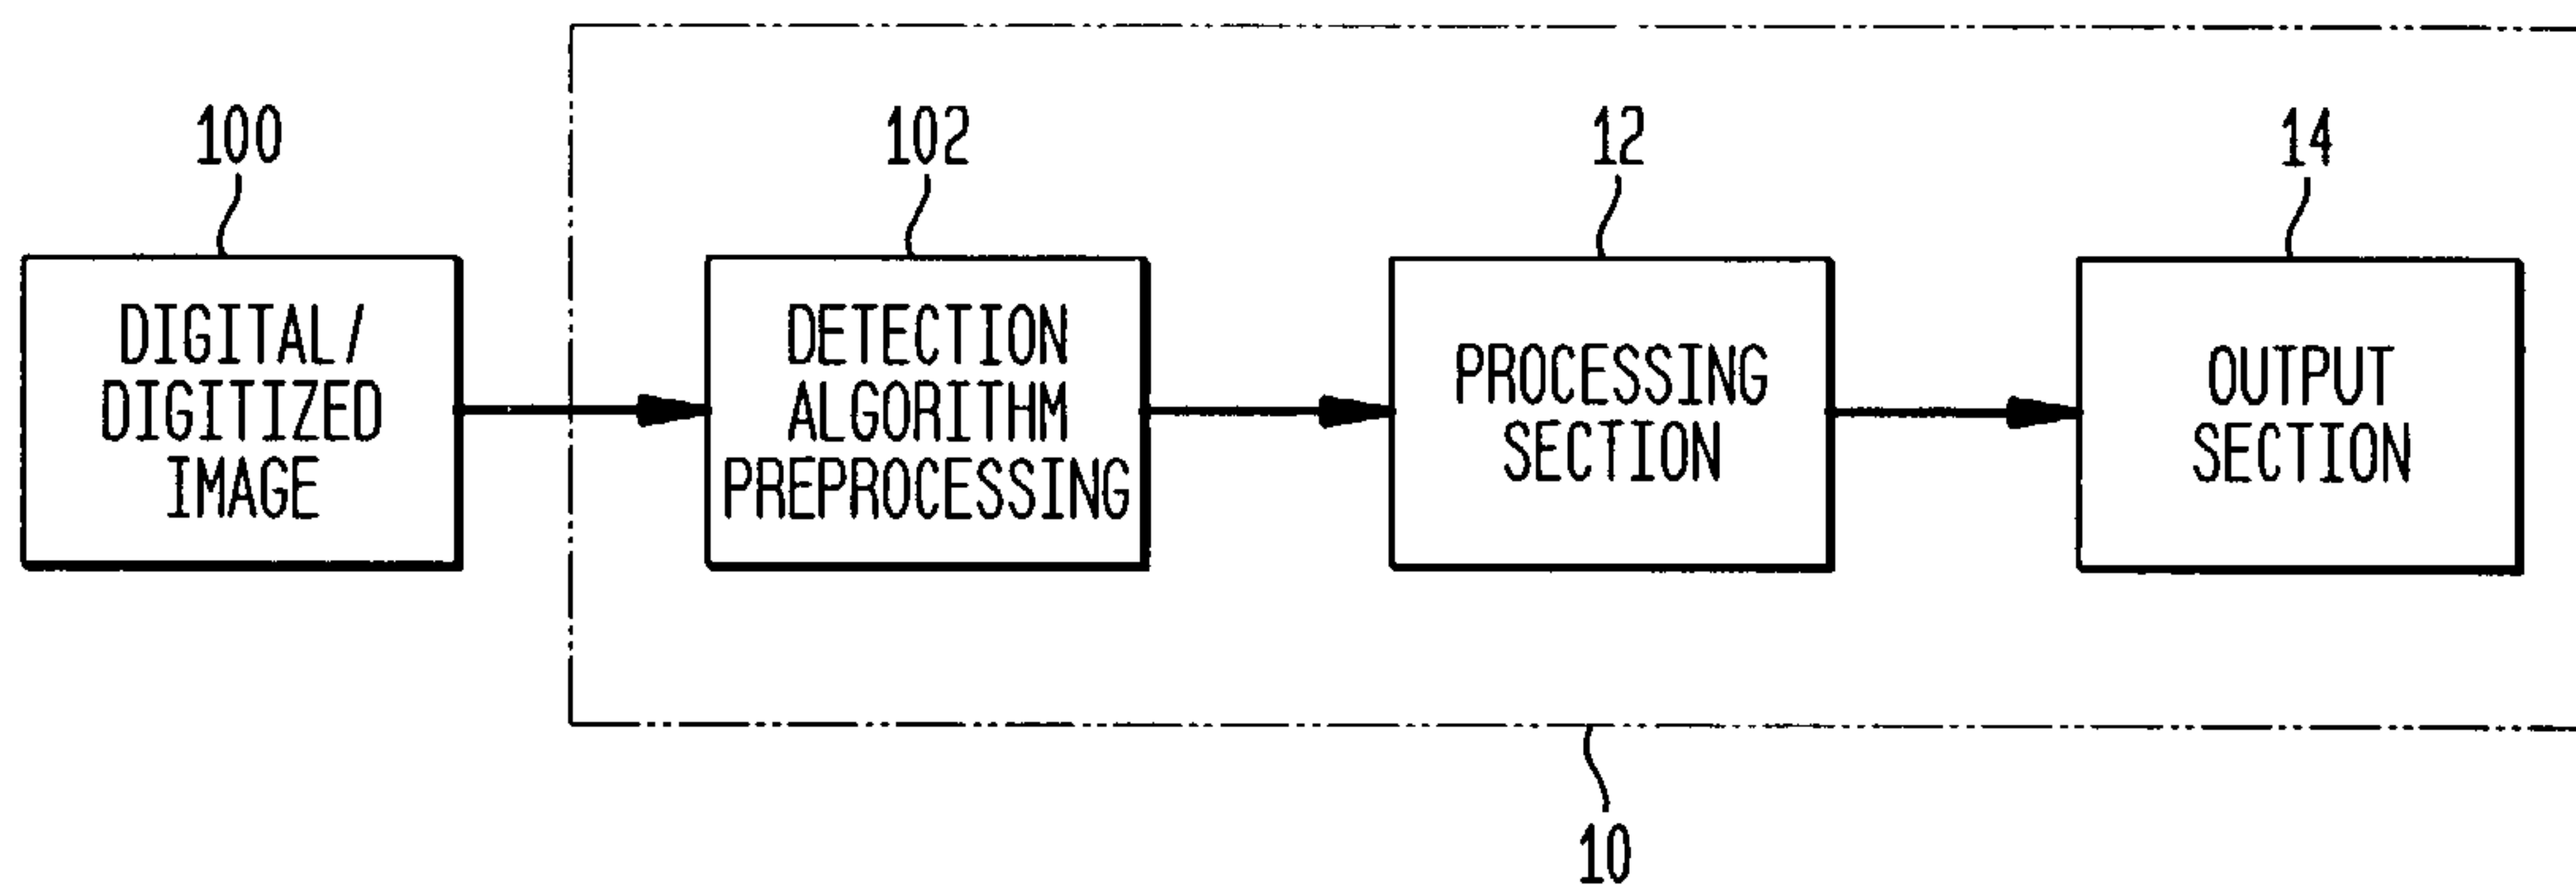 100
102
12
14
DIGITAL/
DIGITIZED
IMAGE
DETECTION
ALGORITHM
PREPROCESSING
PROCESSING
SECTION
OUTPUT
SECTION
10